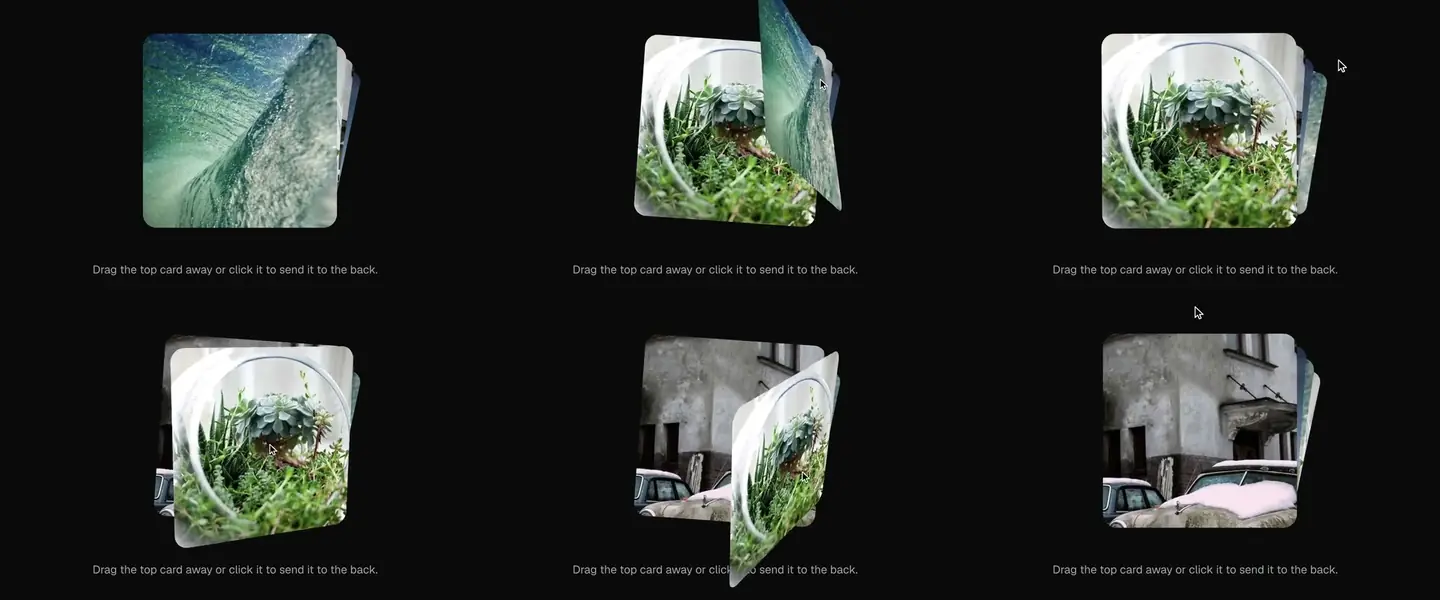 Drag the top card away or click it to send it to the back.
Drag the top card away or click it to send it to the back.
Drag the top card away or click it to send it to the back.
Drag the top card away or click it to send it to the back.
Drag the top card away or click send it to the back.
Drag the top card away or click it to send it to the back.